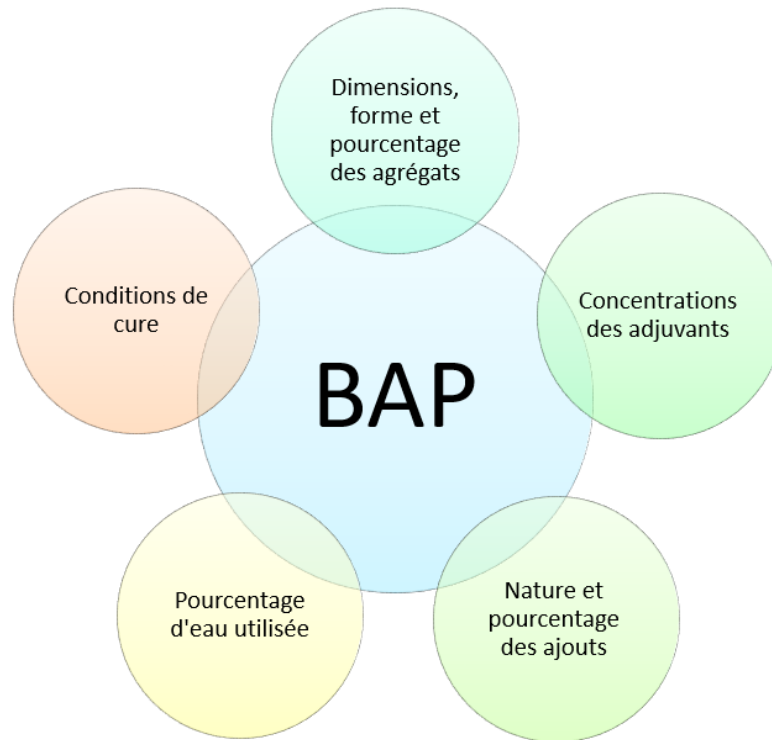 Dimensions,
forme et
pourcentage
des agrégats
Conditions de
cure
Concentrations
des adjuvants
BAP
Pourcentage
d'eau utilisée
Nature et
pourcentage
des ajouts